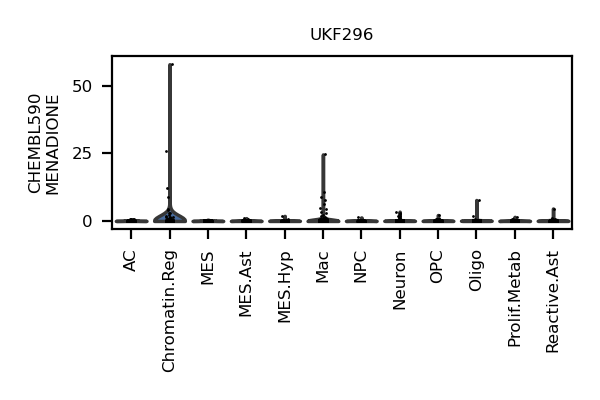 UKF296
CHEMBL590
MENADIONE
50
25
0
AC
Chromatin.Reg
MES
MES.Ast
MES.Hyp
Mac
NPC
Neuron
OPC
Oligo
Prolif.Metab
Reactive.Ast